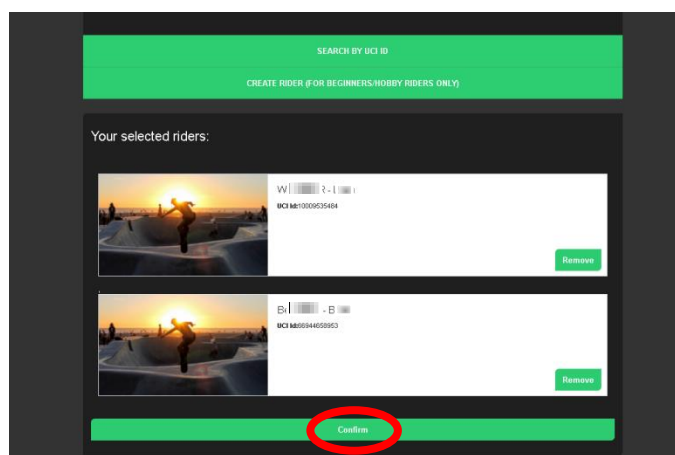 SEARCH BY UCI ID
CREATE RIDER (FOR BEGINNERS/HOBBY RIDERS ONLY)
Your selected riders:
UCI Id:10009535484
Remove
UCI Id:66944658953
Remove
Confirm